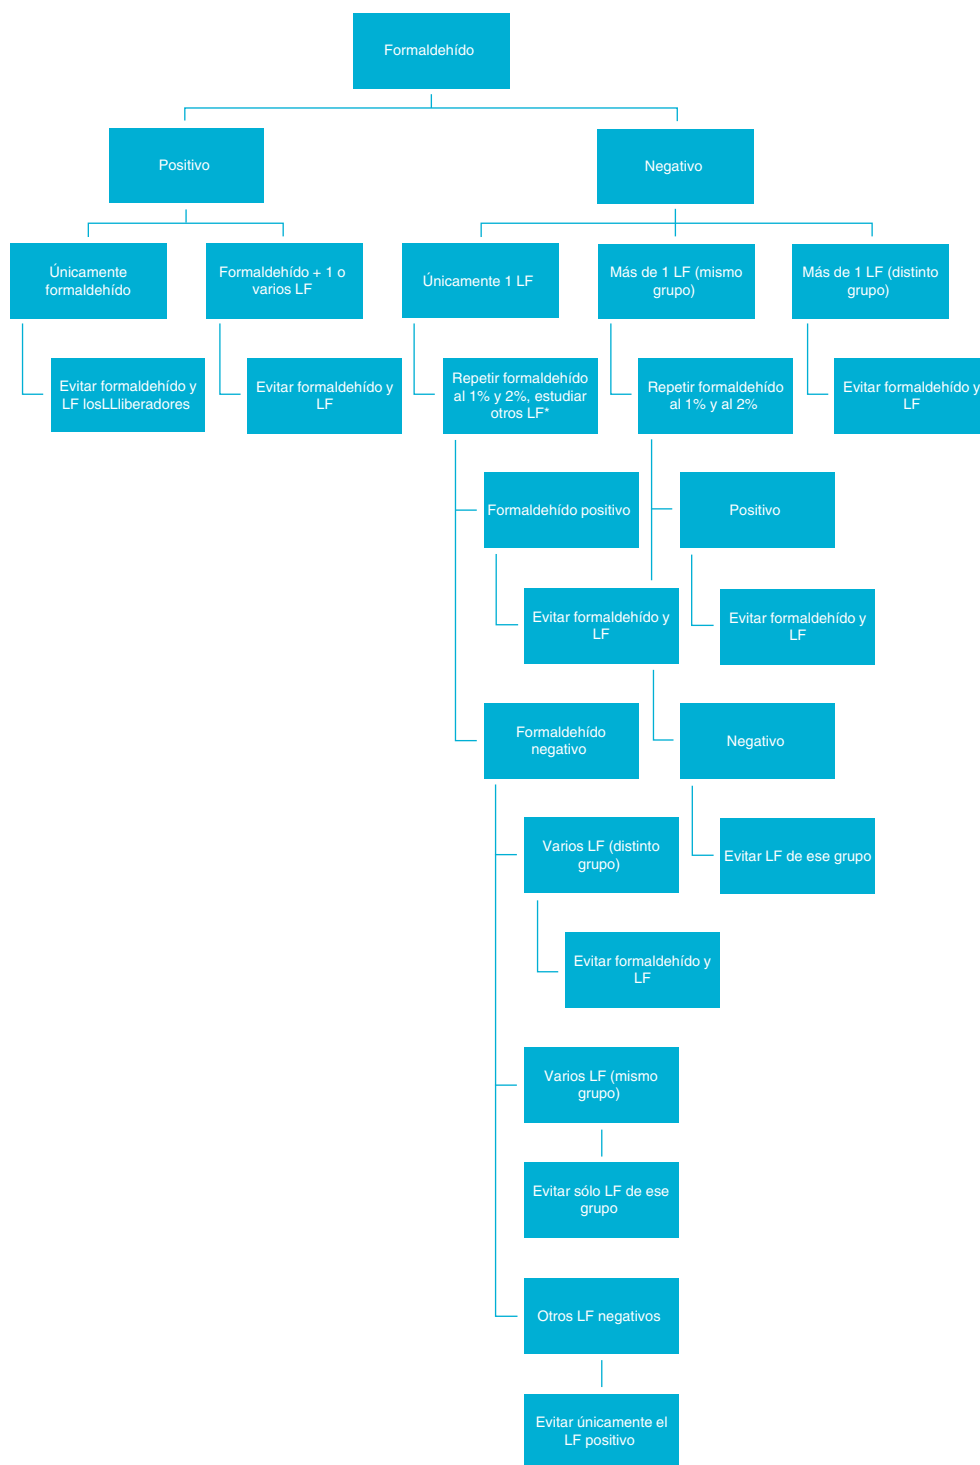 Formaldehído
Positivo
Negativo
Únicamente
formaldehído
Formaldehído + 1 o
varios LF
Únicamente 1 LF
Más de 1 LF (mismo
grupo)
Más de 1 LF (distinto
grupo)
Evitar formaldehído y
LF losLLliberadores
Evitar formaldehído y
LF
Repetir formaldehído
al 1% y 2%, estudiar
otros LF*
Repetir formaldehído
al 1% y al 2%
Evitar formaldehído y
LF
Formaldehído positivo
Positivo
Evitar formaldehído y
LF
Evitar formaldehído y
LF
Formaldehído
negativo
Negativo
Varios LF (distinto
grupo)
Evitar LF de ese grupo
Evitar formaldehído y
LF
Varios LF (mismo
grupo)
Evitar sólo LF de ese
grupo
Otros LF negativos
Evitar únicamente el
LF positivo